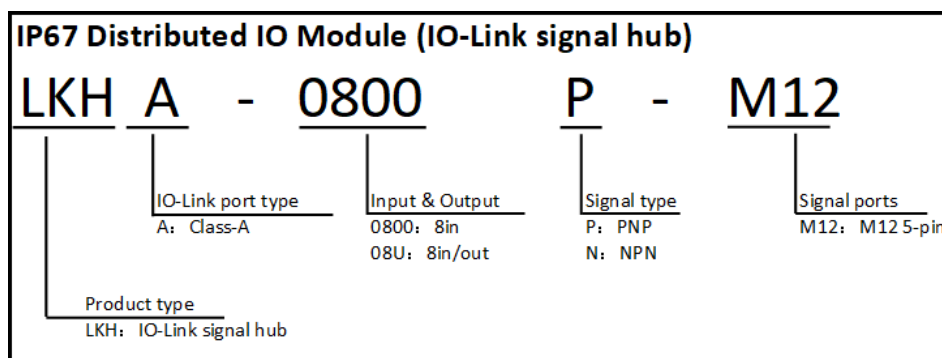 IP67 Distributed IO Module (IO-Link signal hub)
LKH A - 0800 P - M12
IO-Link port type Input & Output Signal type Signal ports
A： Class-A 0800： 8in P： PNP M12： M12 5-pin
08U： 8in/out N： NPN
Product type
LKH： IO-Link signal hub